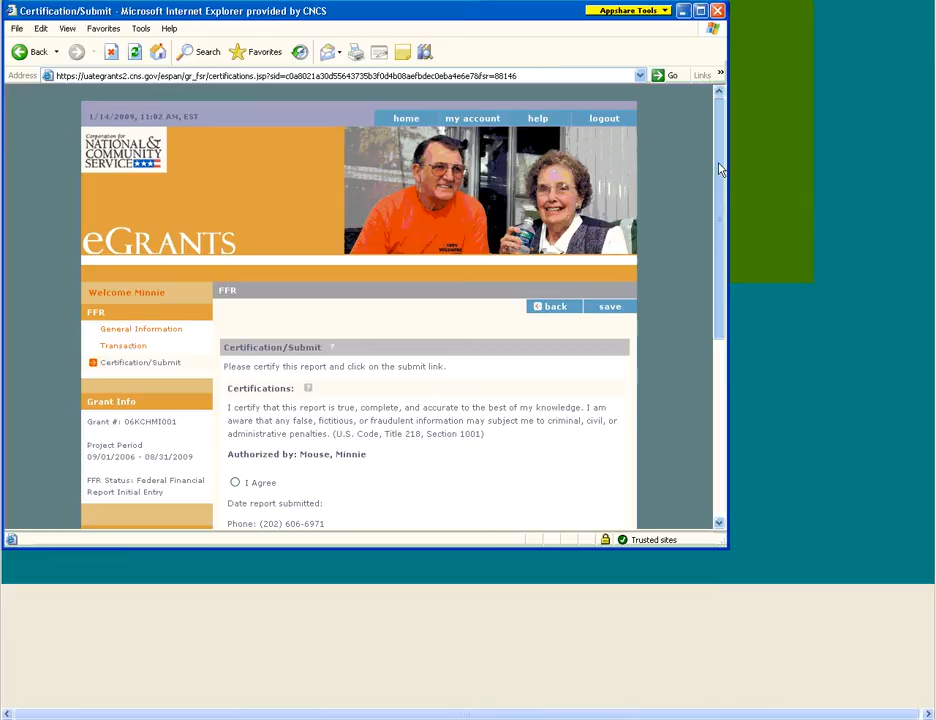 Certification/Submit - Microsoft Internet Explorer provided by CNCS
Appshare Tools
File Edit View Favorites Tools Help
Back Search Favorites
Address https://uategrants2.cns.gov/espan/gr_fsr/certifications.jsp?sid=c0a8021a30d55643735b3f0d4b08aefbdec0eba4e6e78fsr=88146 Go Links »
1/14/2009, 11:02 AM, EST
home my account help logout
Corporation for
NATIONAL &
COMMUNITY
SERVICE
eGRANTS
Welcome Minnie
FFR
back save
FFR
General Information
Transaction
Certification/Submit
Grant Info
Grant #: 06KCHMI001
Project Period
09/01/2006 - 08/31/2009
FFR Status: Federal Financial
Report Initial Entry
Certification/Submit ?
Please certify this report and click on the submit link.
Certifications: ?
I certify that this report is true, complete, and accurate to the best of my knowledge. I am
aware that any false, fictitious, or fraudulent information may subject me to criminal, civil, or
administrative penalties. (U.S. Code, Title 218, Section 1001)
Authorized by: Mouse, Minnie
I Agree
Date report submitted:
Phone: (202) 606-6971
Trusted sites